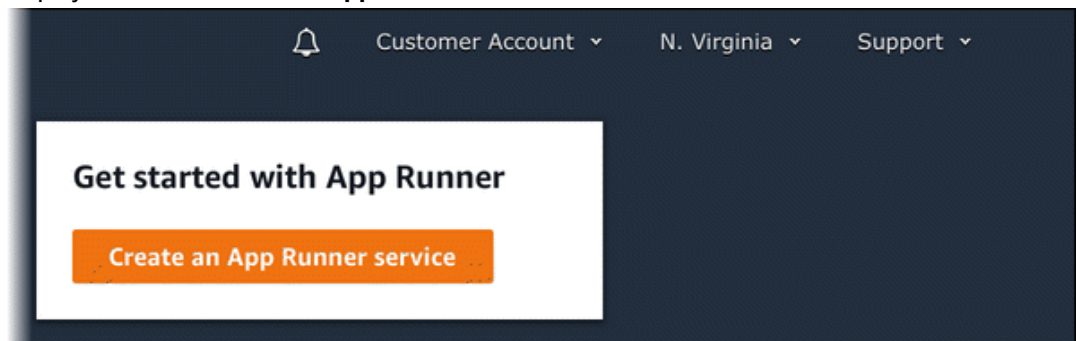 Customer Account N. Virginia Support
Get started with App Runner
Create an App Runner service